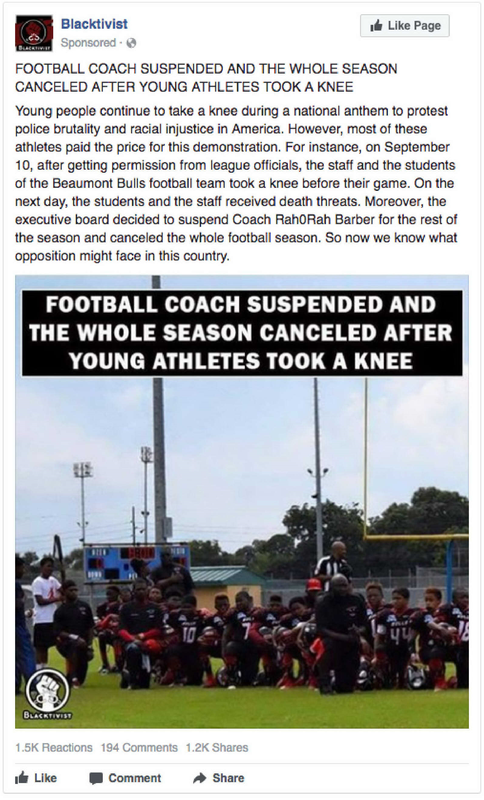 Blacktivist
Sponsored ·
Like Page
FOOTBALL COACH SUSPENDED AND THE WHOLE SEASON
CANCELED AFTER YOUNG ATHLETES TOOK A KNEE
Young people continue to take a knee during a national anthem to protest
police brutality and racial injustice in America. However, most of these
athletes paid the price for this demonstration. For instance, on September
10, after getting permission from league officials, the staff and the students
of the Beaumont Bulls football team took a knee before their game. On the
next day, the students and the staff received death threats. Moreover, the
executive board decided to suspend Coach Rah0Rah Barber for the rest of
the season and canceled the whole football season. So now we know what
opposition might face in this country.
FOOTBALL COACH SUSPENDED AND
THE WHOLE SEASON CANCELED AFTER
YOUNG ATHLETES TOOK A KNEE
10
7
44
BLACKTIVIST
1.5K Reactions 194 Comments 1.2K Shares
Like Comment Share